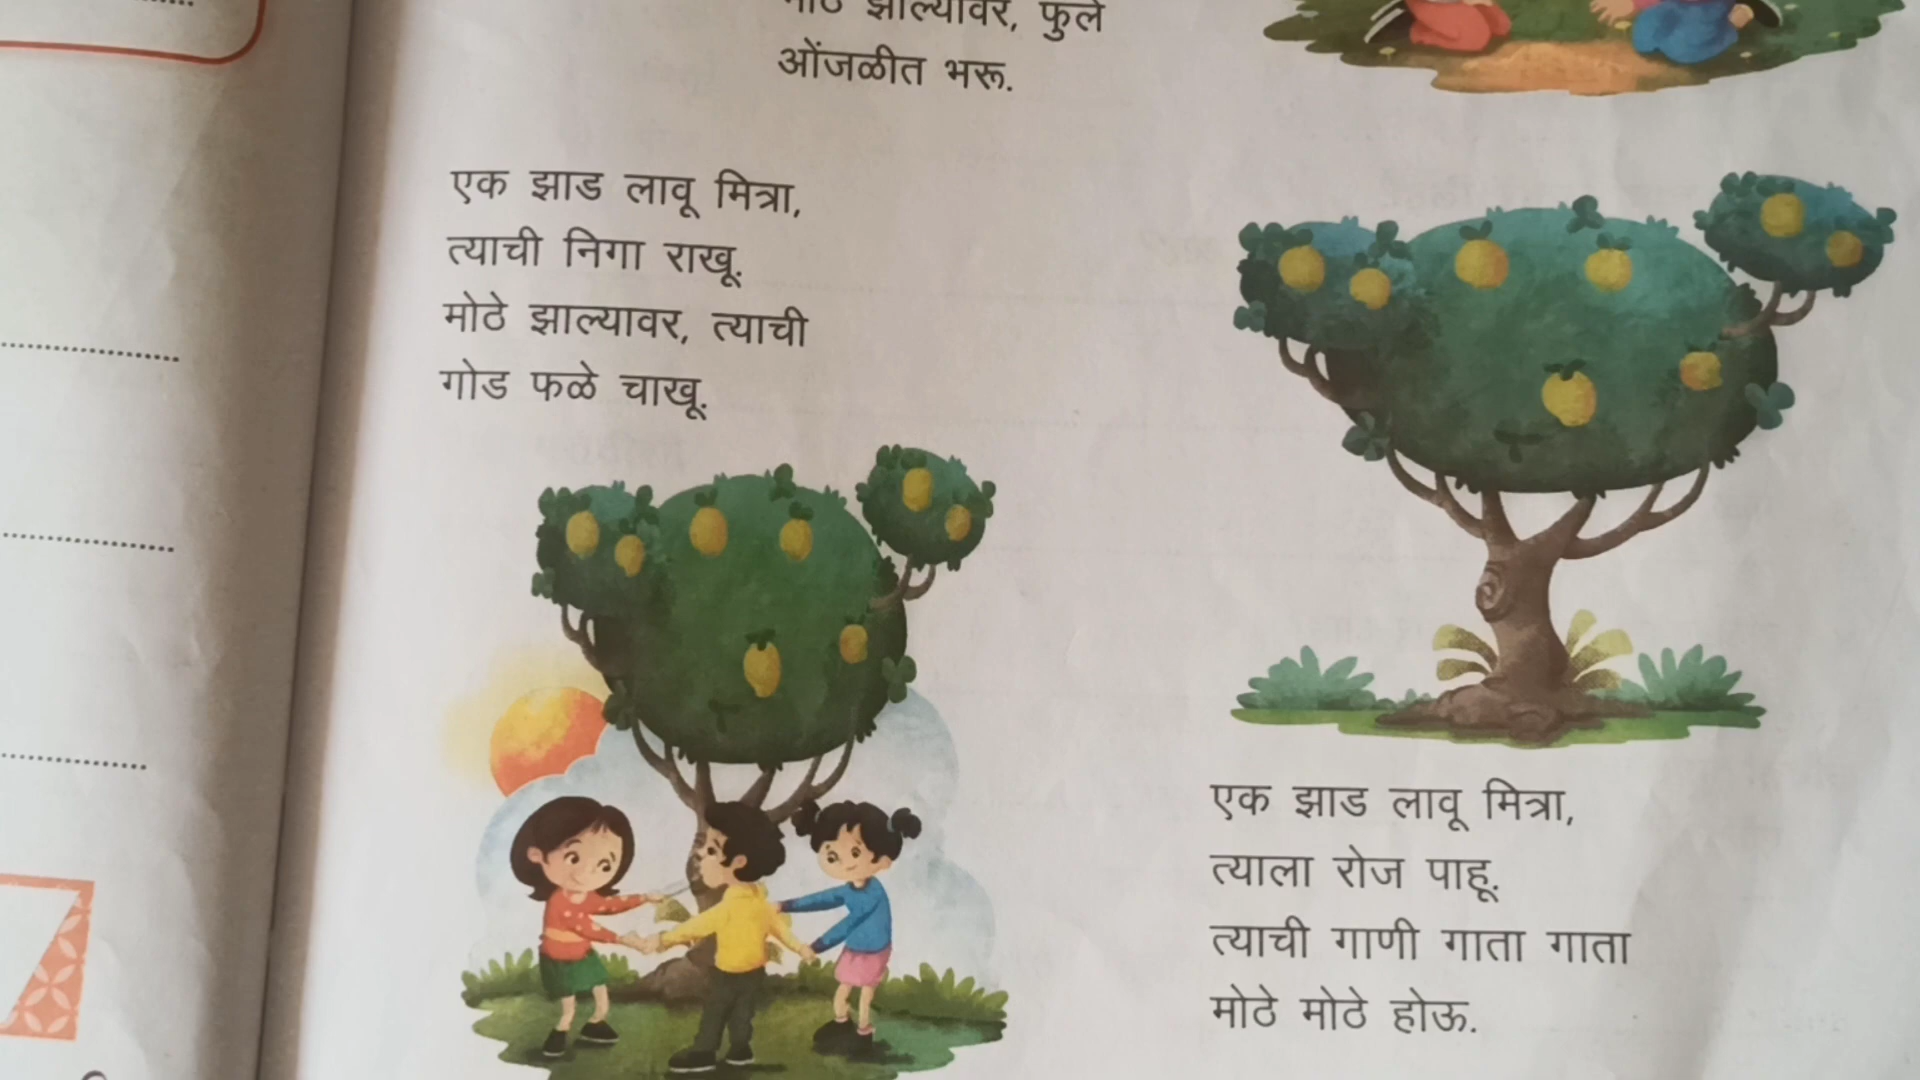 मोठे झाल्यावर, फुले
ओंजळीत भरू.
एक झाड लावू मित्रा,
त्याची निगा राखू.
मोठे झाल्यावर, त्याची
गोड फळे चाखू.
एक झाड लावू मित्रा,
त्याला रोज पाहू.
त्याची गाणी गाता गाता
मोठे मोठे होऊ.